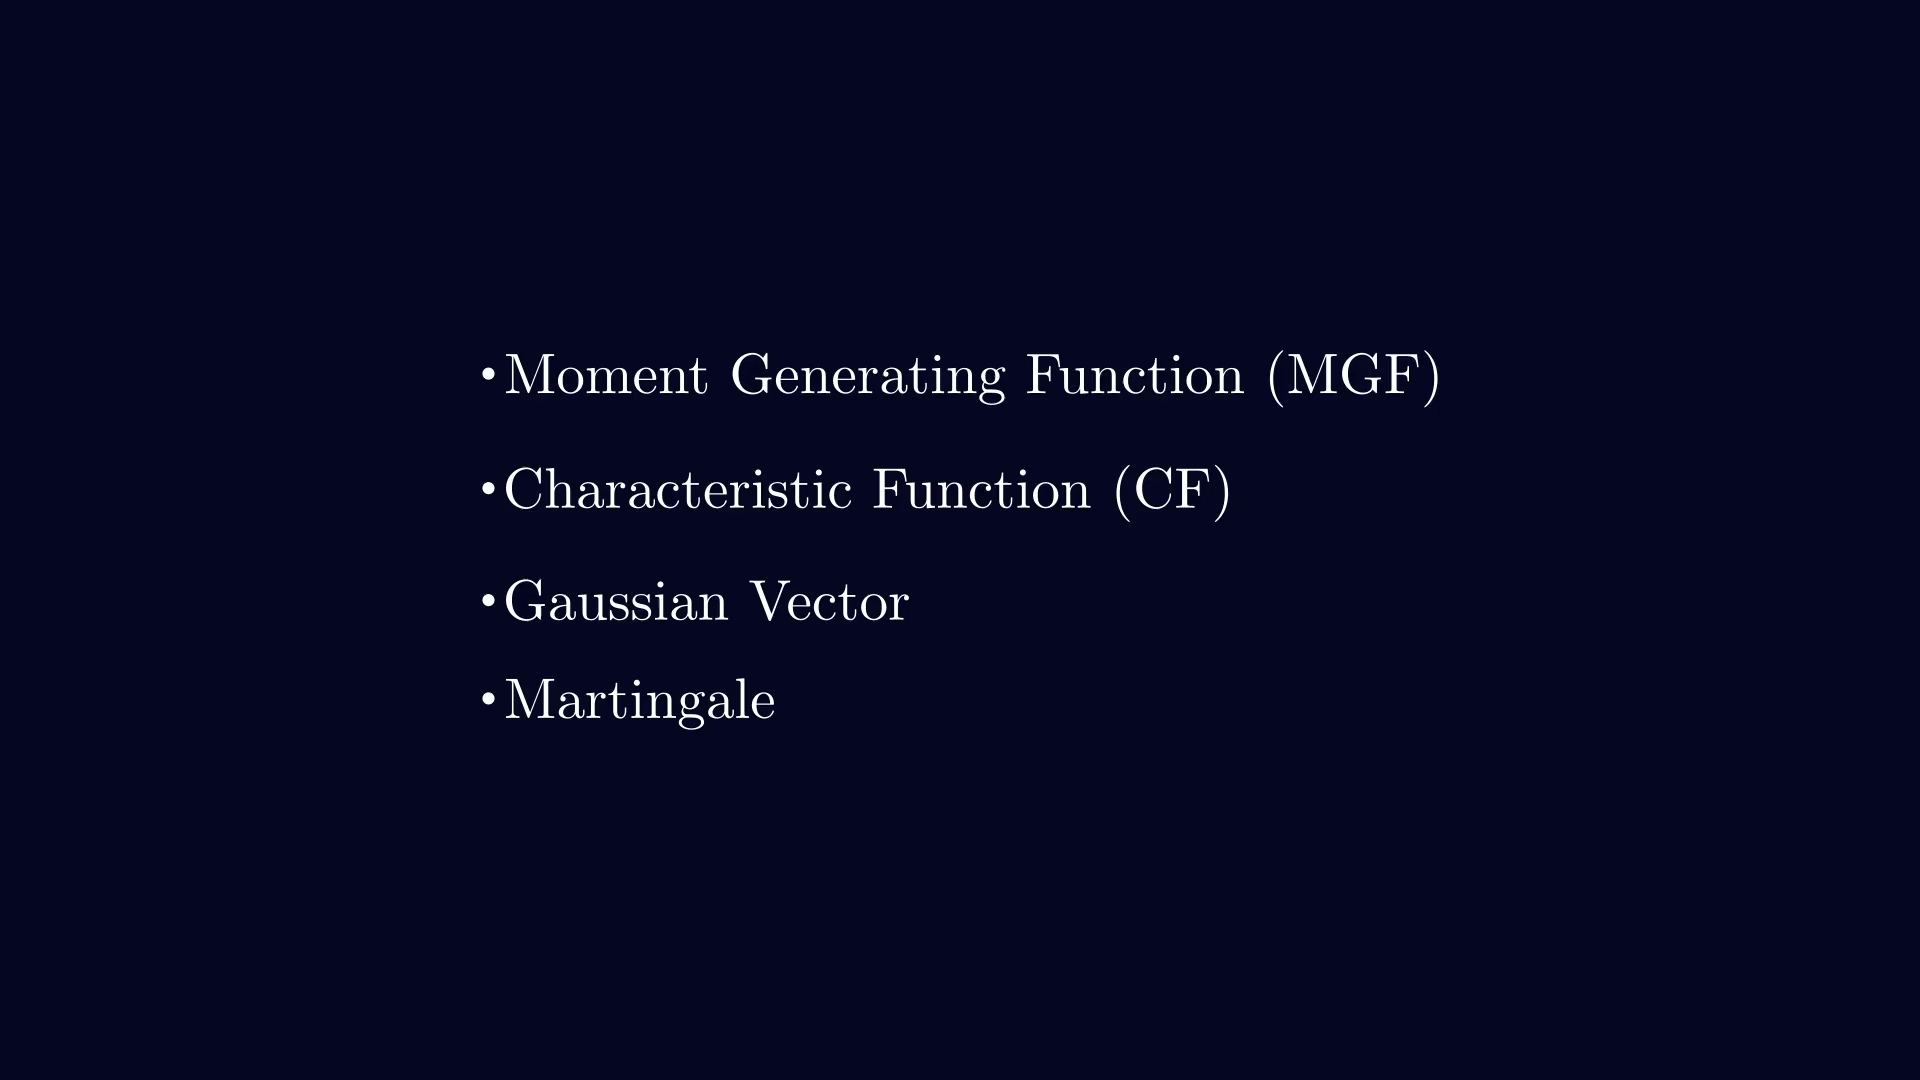 • Moment Generating Function (MGF)
• Characteristic Function (CF)
• Gaussian Vector
• Martingale